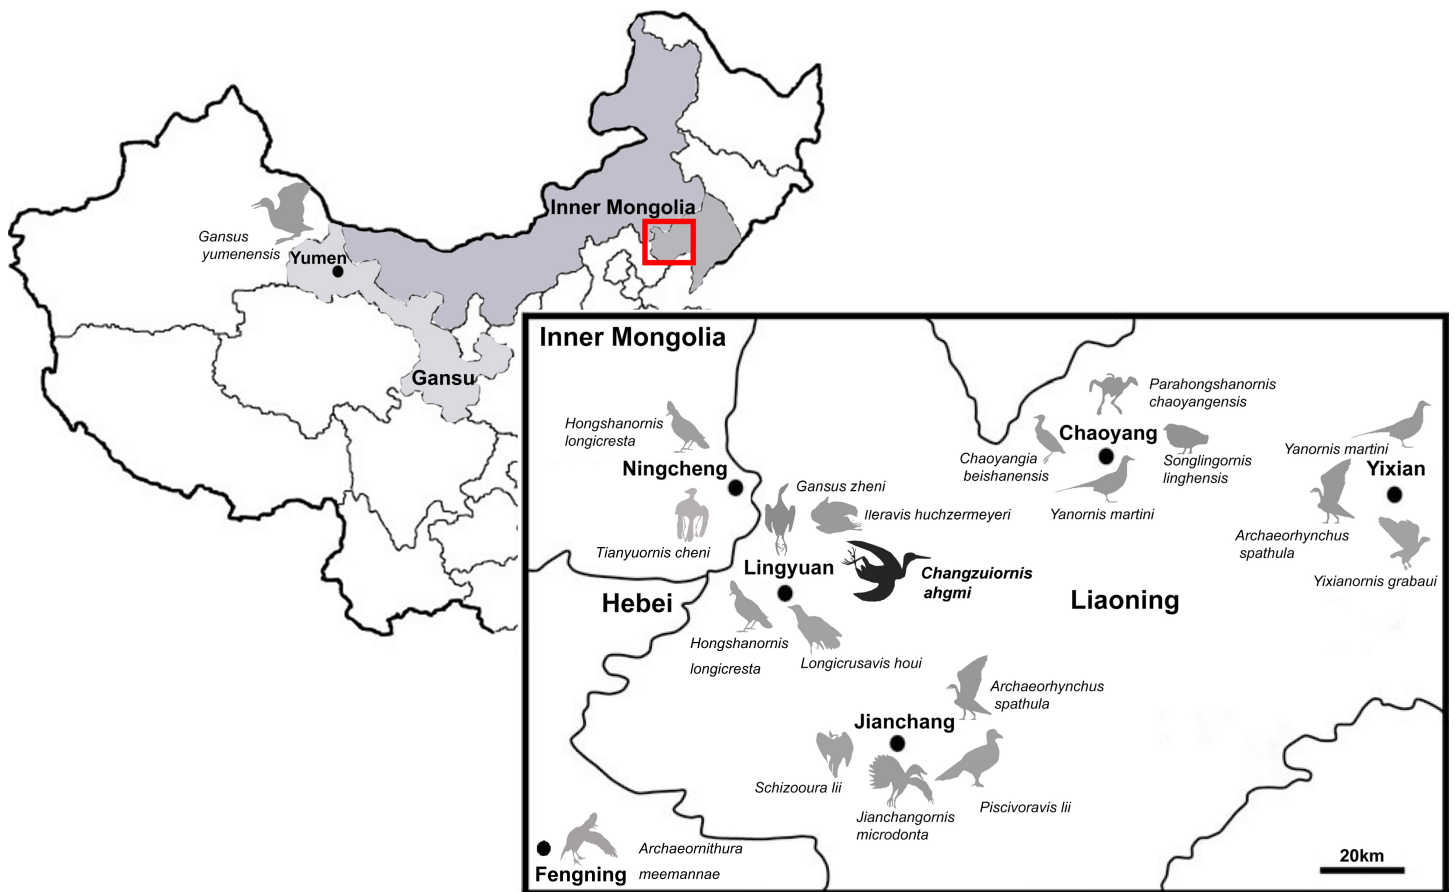 Inner Mongolia
Gansus
yumenensis
Yumen
Gansu
Inner Mongolia
Hongshanornis
longicresta
Ningcheng
Tianyuornis cheni
Parahongshanornis
chaoyangensis
Chaoyang
Chaoyangia
beishanensis
Songlingornis
linghensis
Yanornis martini
Yanornis martini
Yixian
Archaeorhynchus
spathula
Yixianornis grabaui
Gansus zheni
Ileravis huchzermeyeri
Lingyuan
Changzuiornis
ahgmi
Hebei
Liaoning
Hongshanornis
longicresta
Longicrusavis houi
Archaeorhynchus
spathula
Jianchang
Schizooura lii
Jianchangornis
microdonta
Piscivoravis lii
Archaeornithura
meemannae
Fengning
20km